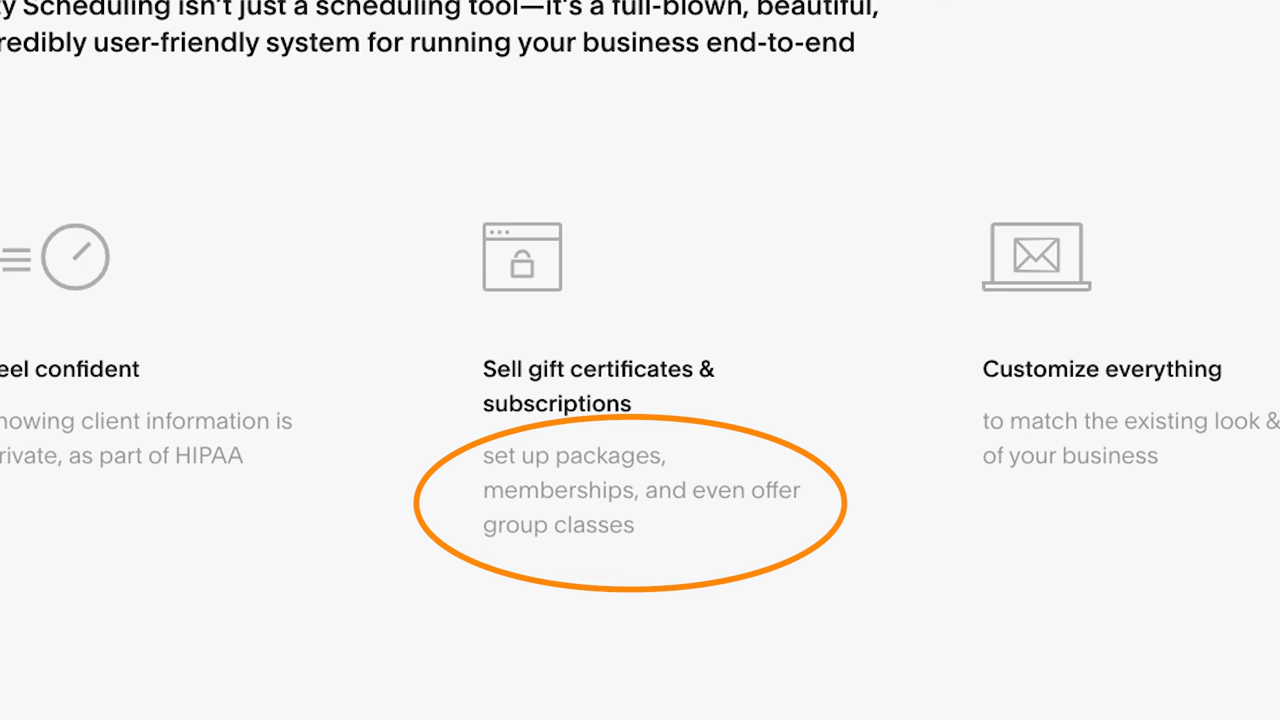 Scheduling isn't just a scheduling tool—it's a full-blown, beautiful,
redibly user-friendly system for running your business end-to-end
eel confident
nowing client information is
rivate, as part of HIPAA
Sell gift certificates &
subscriptions
set up packages,
memberships, and even offer
group classes
Customize everything
to match the existing look &
of your business